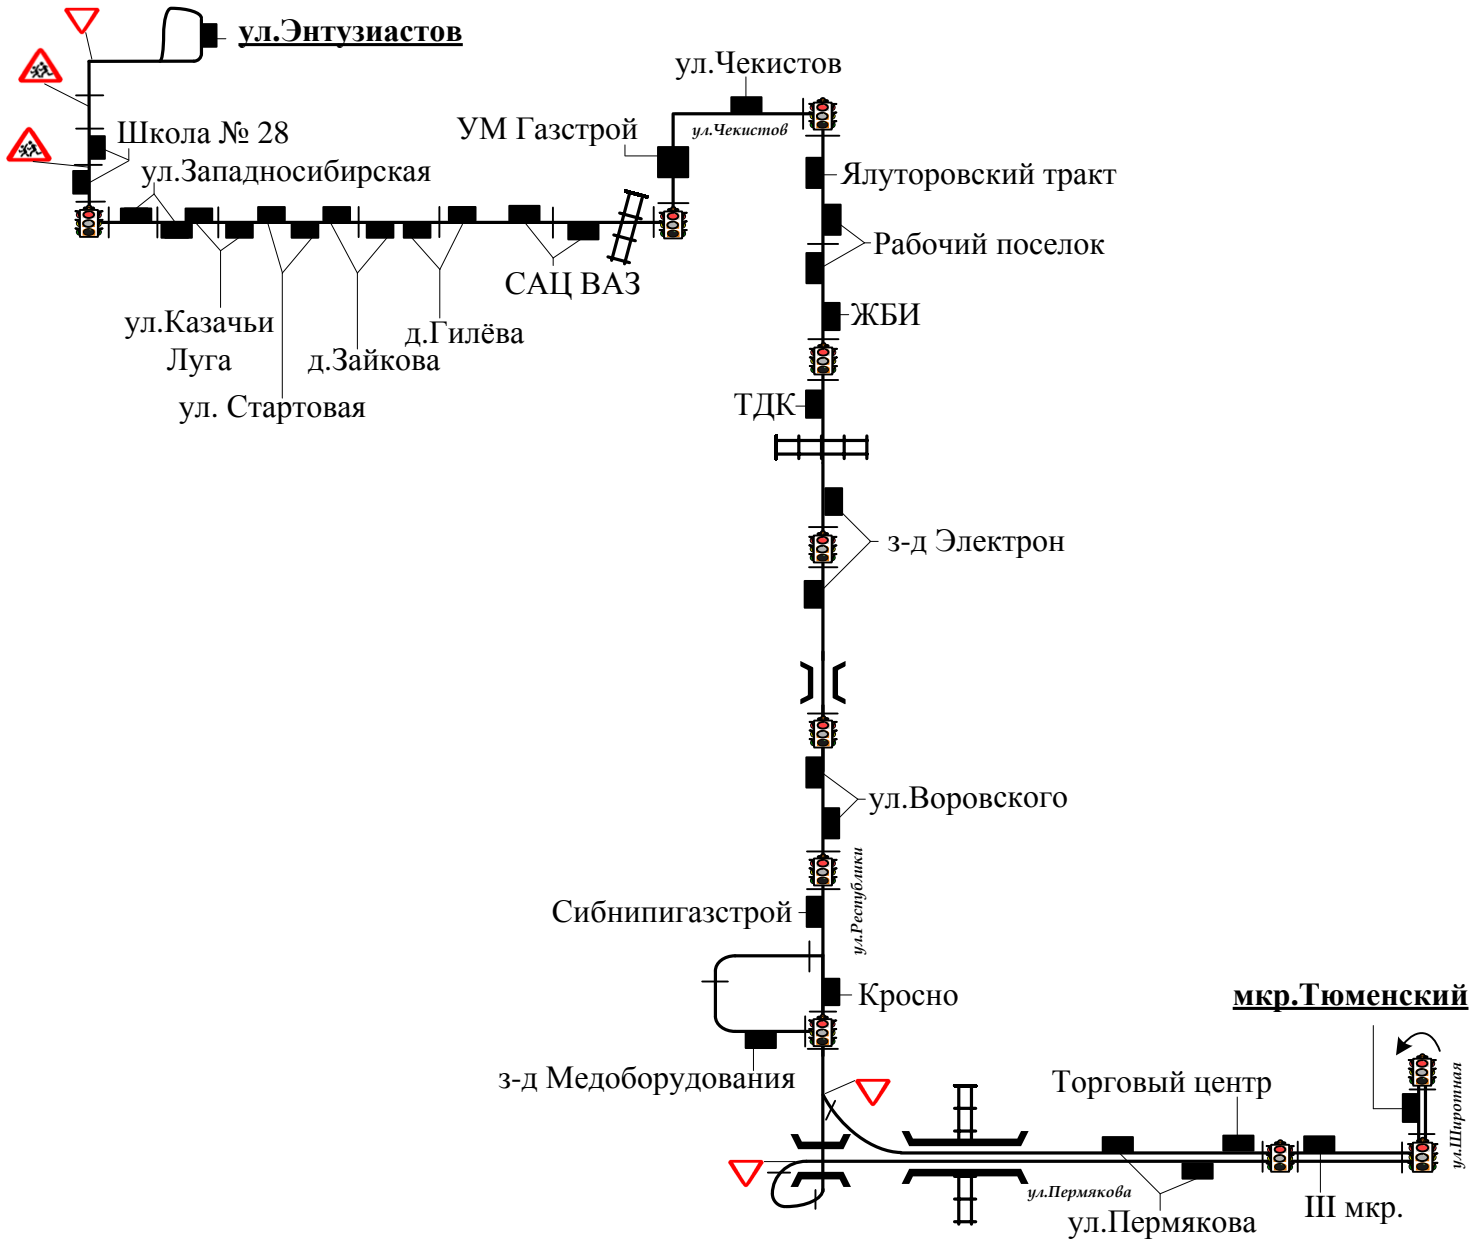 ул.Энтузиастов
ул.Чекистов
УМ Газстрой
ул.Чекистов
Школа № 28
ул.Западносибирская
Ялуторовский тракт
Рабочий поселок
САЦ ВАЗ
ул.Казачьи
Луга
д.Гилёва
д.Зайкова
ул. Стартовая
ЖБИ
ТДК
з-д Электрон
ул.Воровского
ул.Республики
Сибнипигазстрой
Кросно
мкр.Тюменский
з-д Медоборудования
Торговый центр
ул.Широтная
ул.Пермякова
ул.Пермякова
III мкр.